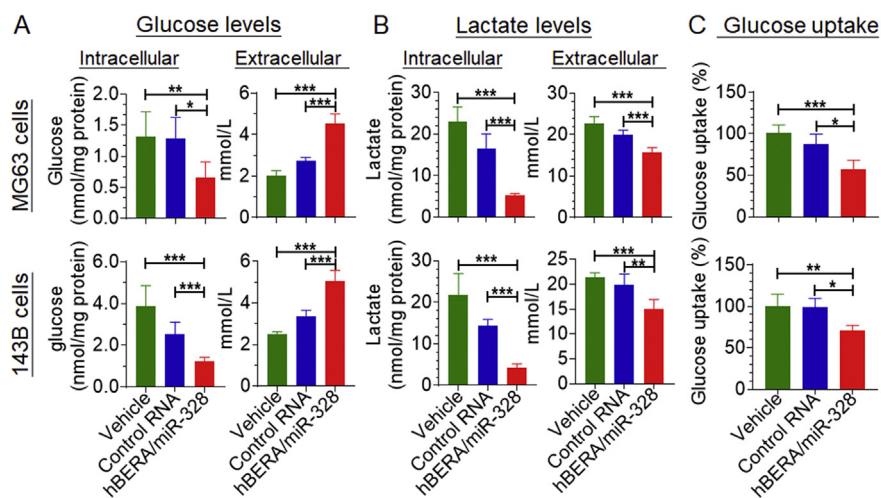 A Glucose levels B Lactate levels C Glucose uptake
Intracellular Extracellular Intracellular Extracellular
MG63 cells
Glucose
(nmol/mg protein)
2.0
1.5
1.0
0.5
0.0
** 
*
mmol/L
6
4
2
0
***
***
Lactate
(nmol/mg protein)
30
20
10
0
***
***
mmol/L
30
20
10
0
***
***
Glucose uptake (%)
150
100
50
0
***
*
143B cells
glucose
(nmol/mg protein)
6.0
4.0
2.0
0.0
***
***
mmol/L
6
4
2
0
***
***
Lactate
(nmol/mg protein)
30
20
10
0
***
***
mmol/L
25
20
15
10
5
0
***
**
Glucose uptake (%)
150
100
50
0
**
*
Vehicle
Control RNA
hBERA/miR-328
Vehicle
Control RNA
hBERA/miR-328
Vehicle
Control RNA
hBERA/miR-328
Vehicle
Control RNA
hBERA/miR-328
Vehicle
Control RNA
hBERA/miR-328